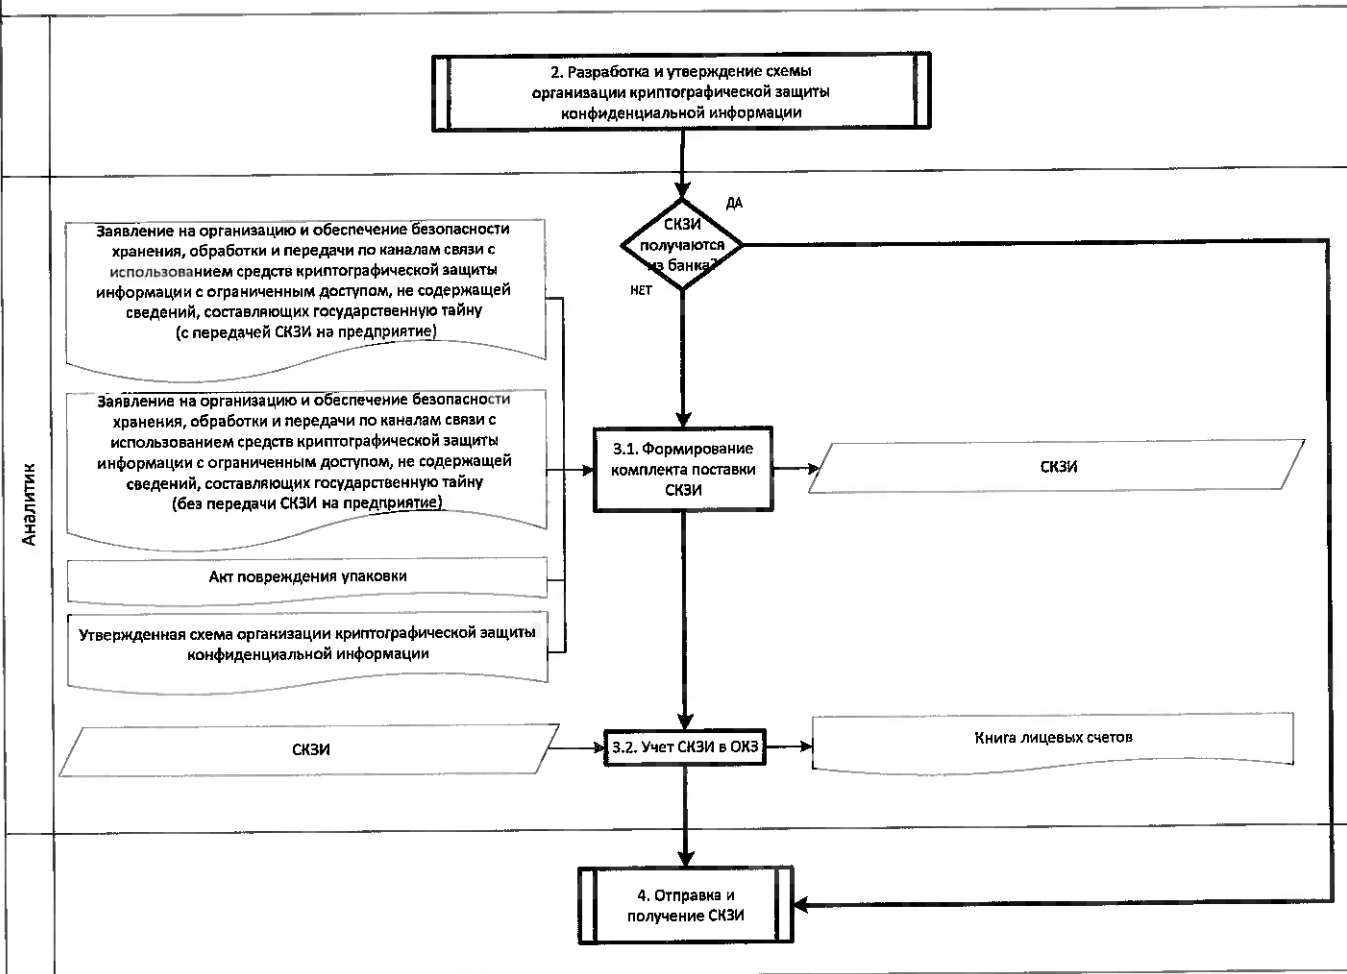 2. Разработка и утверждение схемы
организации криптографической защиты
конфиденциальной информации
ДА
СКЗИ
получаются
из банка?
НЕТ
Заявление на организацию и обеспечение безопасности
хранения, обработки и передачи по каналам связи с
использованием средств криптографической защиты
информации с ограниченным доступом, не содержащей
сведений, составляющих государственную тайну
(с передачей СКЗИ на предприятие)
Заявление на организацию и обеспечение безопасности
хранения, обработки и передачи по каналам связи с
использованием средств криптографической защиты
информации с ограниченным доступом, не содержащей
сведений, составляющих государственную тайну
(без передачи СКЗИ на предприятие)
3.1. Формирование
комплекта поставки
СКЗИ
СКЗИ
Аналитик
Акт повреждения упаковки
Утвержденная схема организации криптографической защиты
конфиденциальной информации
СКЗИ
3.2. Учет СКЗИ в ОКЗ
Книга лицевых счетов
4. Отправка и
получение СКЗИ